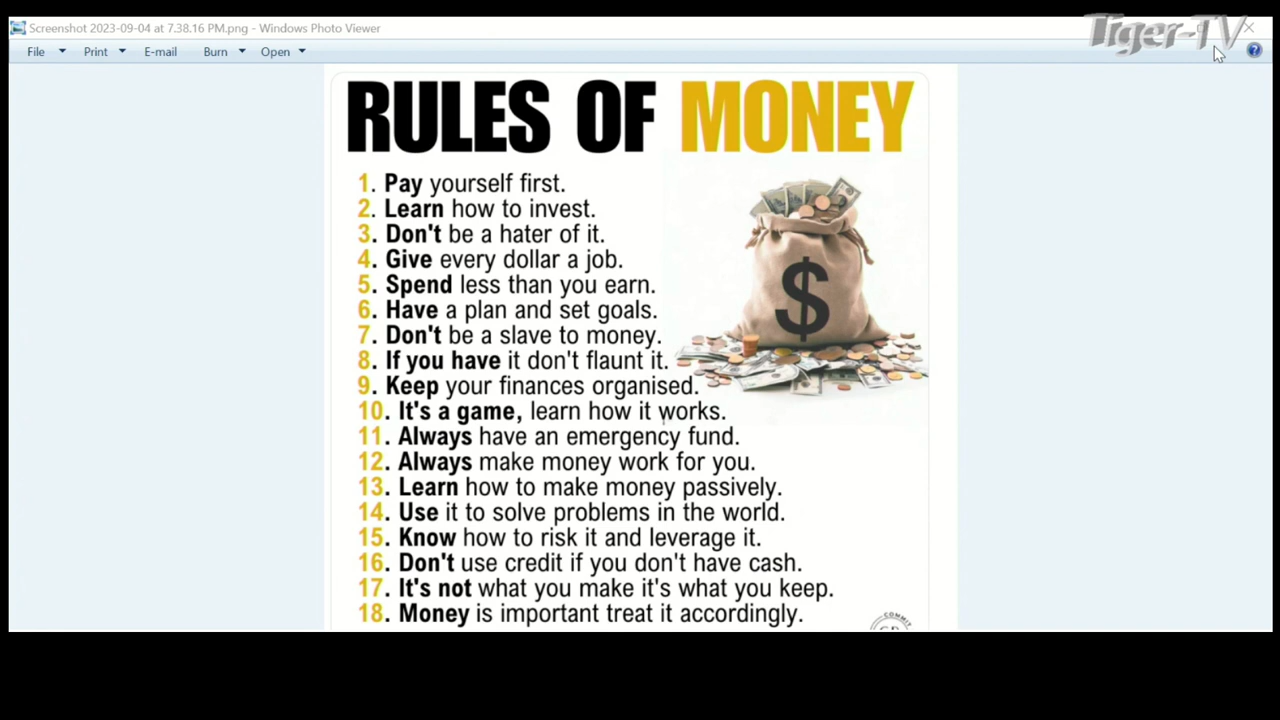 Screenshot 2023-09-04 at 7.38.16 PM.png - Windows Photo Viewer
Tiger-TV
File Print E-mail Burn Open
?
RULES OF MONEY
1. Pay yourself first.
2. Learn how to invest.
3. Don't be a hater of it.
4. Give every dollar a job.
5. Spend less than you earn.
6. Have a plan and set goals.
7. Don't be a slave to money.
8. If you have it don't flaunt it.
9. Keep your finances organised.
10. It's a game, learn how it works.
11. Always have an emergency fund.
12. Always make money work for you.
13. Learn how to make money passively.
14. Use it to solve problems in the world.
15. Know how to risk it and leverage it.
16. Don't use credit if you don't have cash.
17. It's not what you make it's what you keep.
18. Money is important treat it accordingly.
$
COMMIT